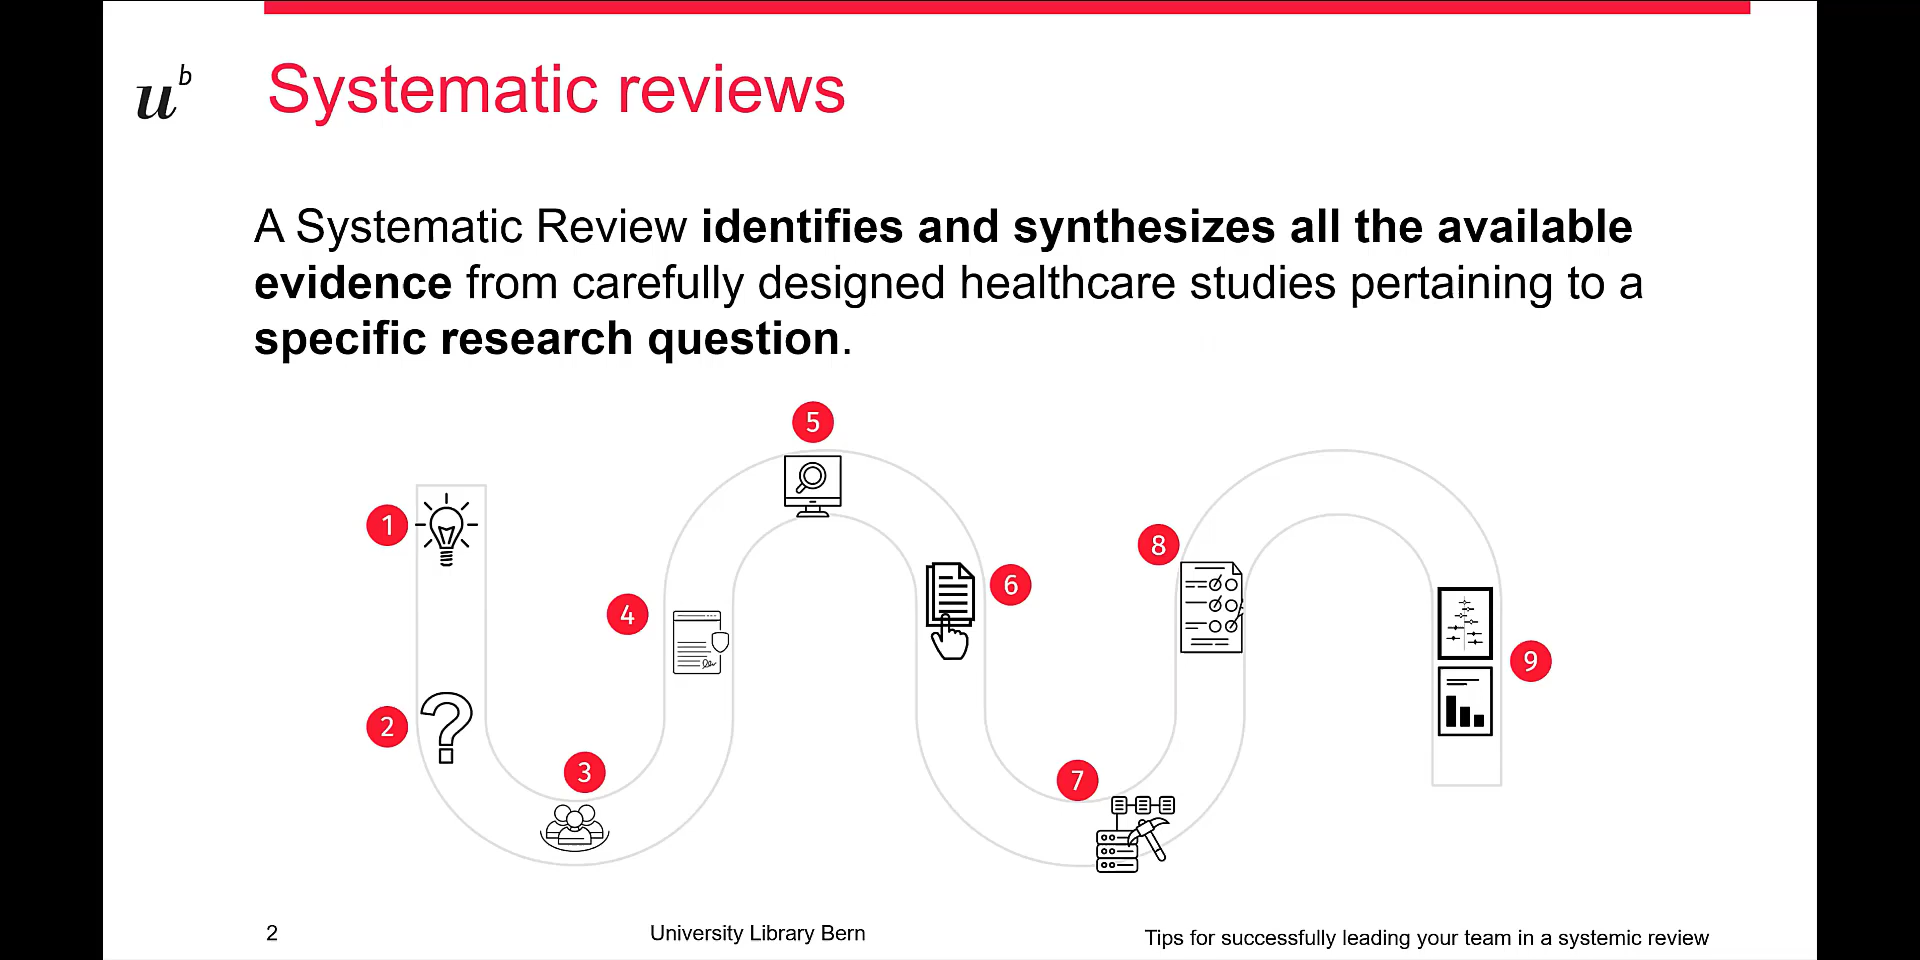 u^b
Systematic reviews
A Systematic Review identifies and synthesizes all the available
evidence from carefully designed healthcare studies pertaining to a
specific research question.
5
1
8
6
4
9
2
3
7
2
University Library Bern
Tips for successfully leading your team in a systemic review